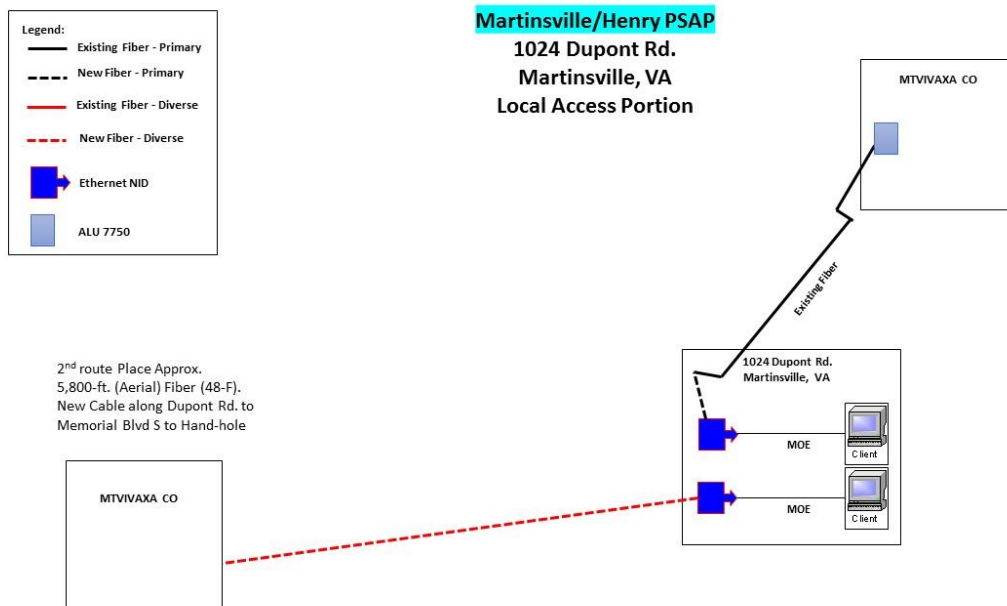 Martinsville/Henry PSAP
1024 Dupont Rd.
Martinsville, VA
Local Access Portion
Legend:
Existing Fiber - Primary
New Fiber - Primary
Existing Fiber - Diverse
New Fiber - Diverse
Ethernet NID
ALU 7750
MTVIVAXA CO
Existing Fiber
1024 Dupont Rd.
Martinsville, VA
MOE
Client
MOE
Client
2nd route Place Approx.
5,800-ft. (Aerial) Fiber (48-F).
New Cable along Dupont Rd. to
Memorial Blvd S to Hand-hole
MTVIVAXA CO